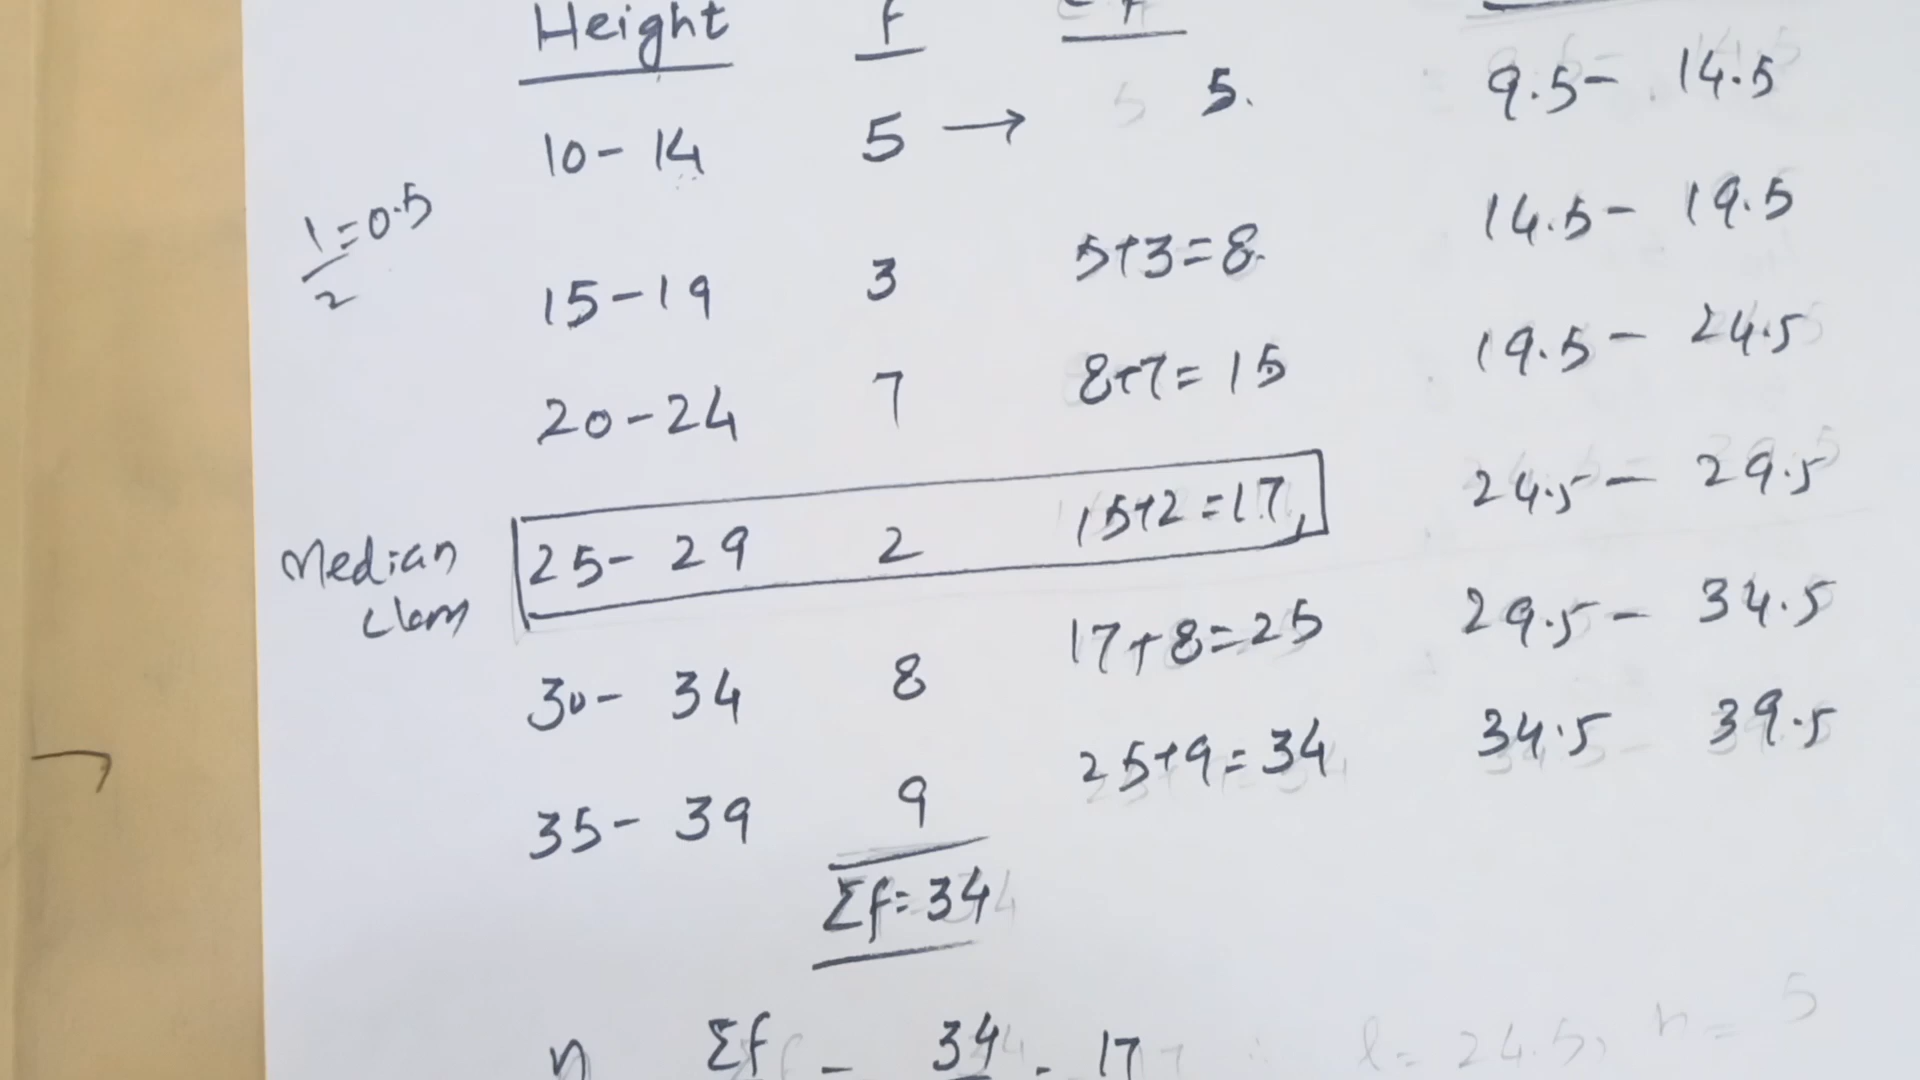 Height f cf
10-14 5 → 5. 9.5- 14.5
1/2=0.5
15-19 3 5+3=8. 14.5- 19.5
20-24 7 8+7=15 19.5- 24.5
Median class 25-29 2 15+2=17, 24.5- 29.5
30-34 8 17+8=25 29.5- 34.5
35-39 9 25+9=34 34.5 39.5
Σf=34
n Σf - 34 - 17 l= 24.5, h= 5